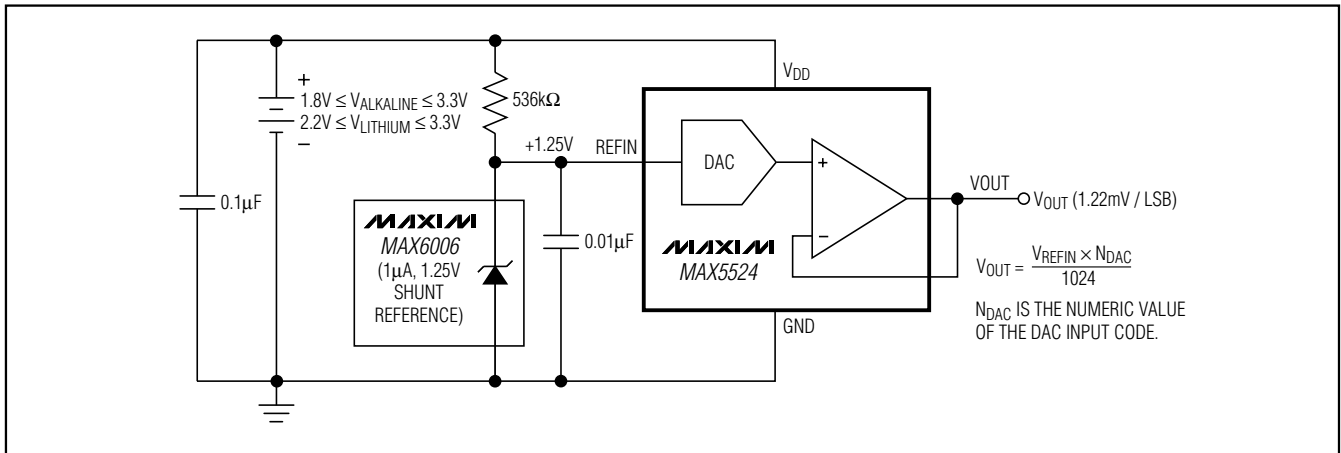 VDD
+
1.8V ≤ VALKALINE ≤ 3.3V
2.2V ≤ VLITHIUM ≤ 3.3V
−
536kΩ
+1.25V
REFIN
DAC
+
−
VOUT
VOUT (1.22mV / LSB)
0.1µF
MAXIM
MAX6006
(1µA, 1.25V
SHUNT
REFERENCE)
0.01µF
MAXIM
MAX5524
VOUT = VREFIN × NDAC
1024
NDAC IS THE NUMERIC VALUE
OF THE DAC INPUT CODE.
GND